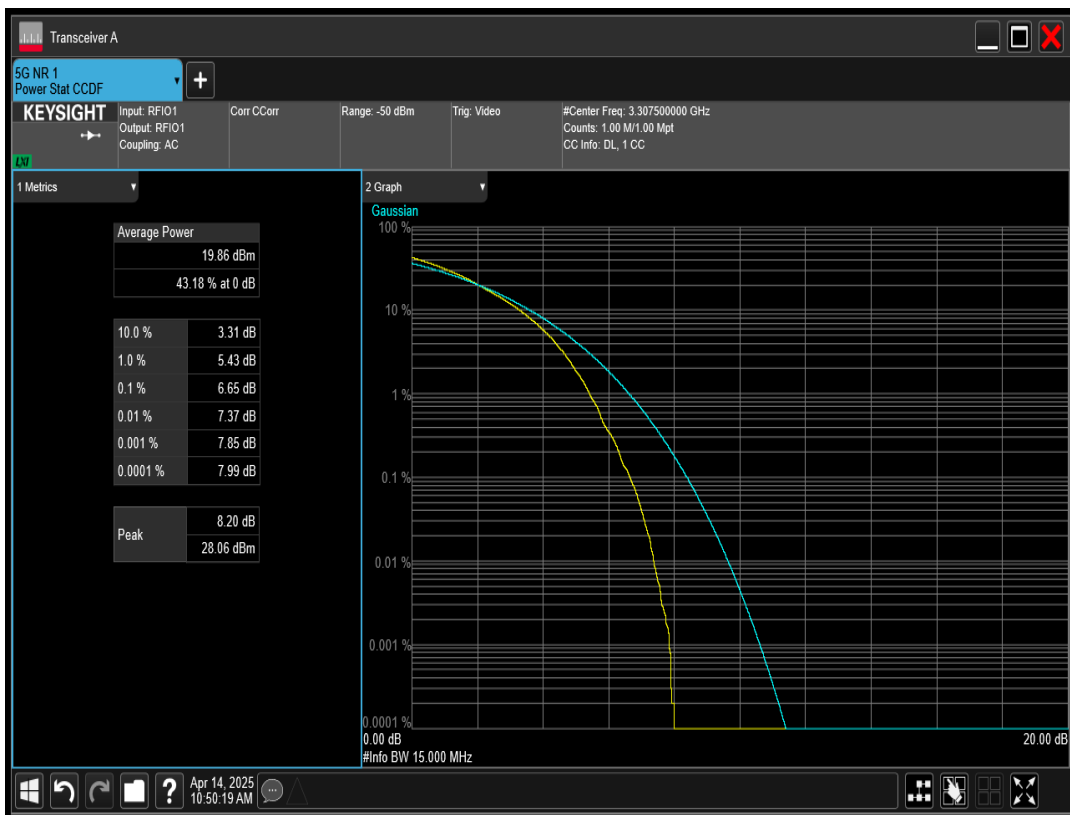 Transceiver A
5G NR 1
Power Stat CCDF
+
KEYSIGHT
LXI
Input: RFIO1
Output: RFIO1
Coupling: AC
Corr CCorr
Range: -50 dBm
Trig: Video
#Center Freq: 3.307500000 GHz
Counts: 1.00 M/1.00 Mpt
CC Info: DL, 1 CC
1 Metrics
Average Power
19.86 dBm
43.18 % at 0 dB
10.0 % 3.31 dB
1.0 % 5.43 dB
0.1 % 6.65 dB
0.01 % 7.37 dB
0.001 % 7.85 dB
0.0001 % 7.99 dB
Peak
8.20 dB
28.06 dBm
2 Graph
Gaussian
100 %
10 %
1 %
0.1 %
0.01 %
0.001 %
0.0001 %
0.00 dB 20.00 dB
#Info BW 15.000 MHz
?
Apr 14, 2025
10:50:19 AM